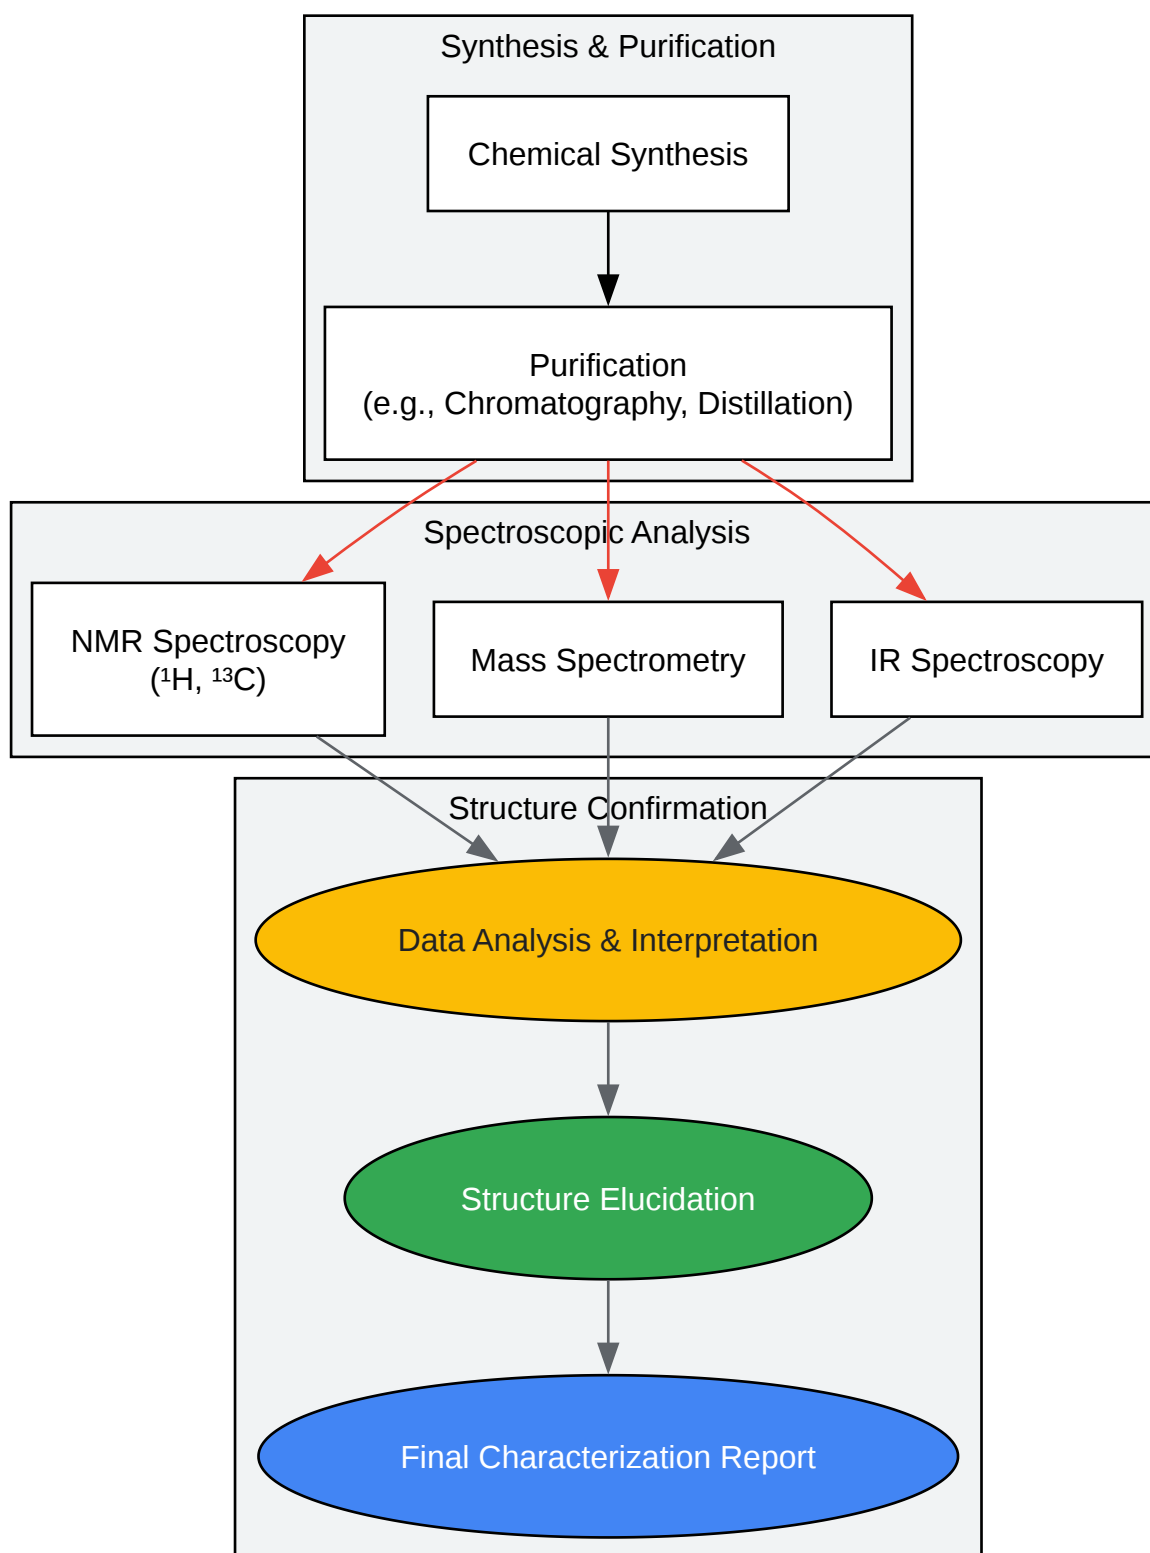 Synthesis & Purification
Chemical Synthesis
Purification
(e.g., Chromatography, Distillation)
Spectroscopic Analysis
NMR Spectroscopy
(¹H, ¹³C)
Mass Spectrometry
IR Spectroscopy
Structure Confirmation
Data Analysis & Interpretation
Structure Elucidation
Final Characterization Report